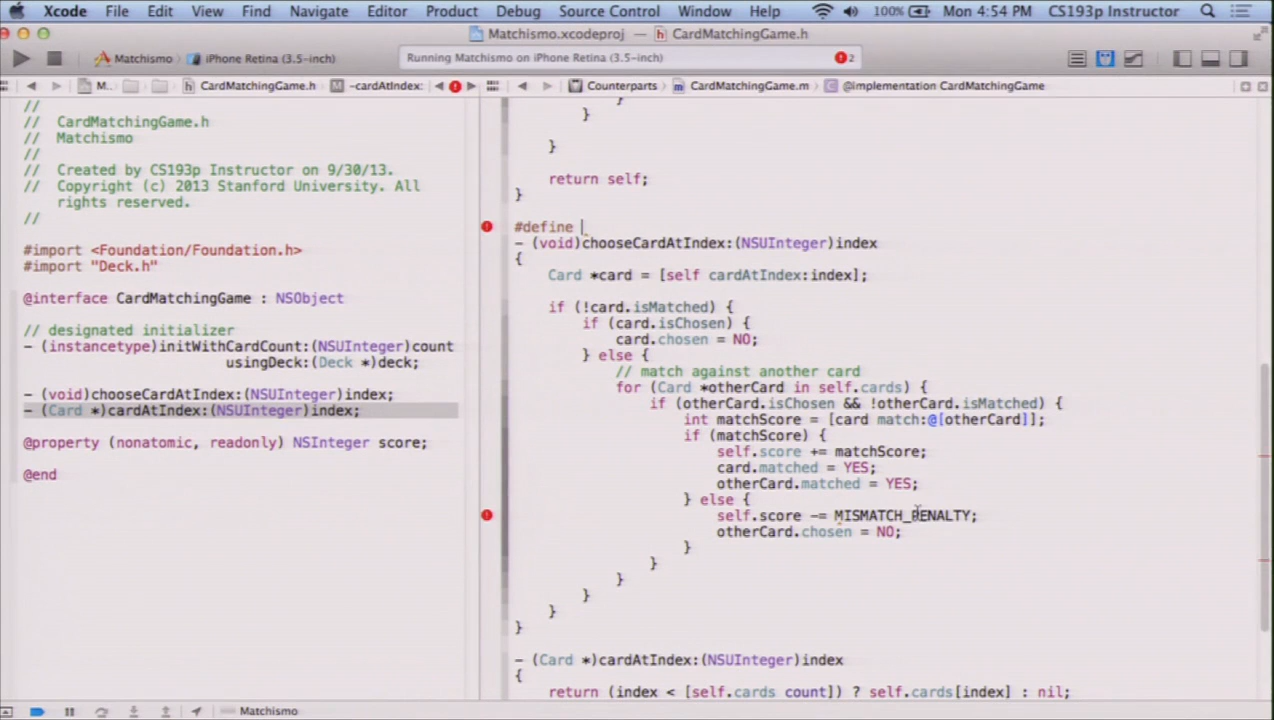 Xcode File Edit View Find Navigate Editor Product Debug Source Control Window Help 100% Mon 4:54 PM CS193p Instructor
Matchismo.xcodeproj — CardMatchingGame.h
Matchismo iPhone Retina (3.5-inch) Running Matchismo on iPhone Retina (3.5-inch) 2
M... CardMatchingGame.h M -cardAtIndex: Counterparts CardMatchingGame.m C @implementation CardMatchingGame
//
// CardMatchingGame.h
// Matchismo
//
// Created by CS193p Instructor on 9/30/13.
// Copyright (c) 2013 Stanford University. All
rights reserved.
//
#import <Foundation/Foundation.h>
#import "Deck.h"
@interface CardMatchingGame : NSObject
// designated initializer
- (instancetype)initWithCardCount:(NSUInteger)count
usingDeck:(Deck *)deck;
- (void)chooseCardAtIndex:(NSUInteger)index;
- (Card *)cardAtIndex:(NSUInteger)index;
@property (nonatomic, readonly) NSInteger score;
@end
}
}
}
return self;
}
#define
- (void)chooseCardAtIndex:(NSUInteger)index
{
Card *card = [self cardAtIndex:index];
if (!card.isMatched) {
if (card.isChosen) {
card.chosen = NO;
} else {
// match against another card
for (Card *otherCard in self.cards) {
if (otherCard.isChosen && !otherCard.isMatched) {
int matchScore = [card match:@[otherCard]];
if (matchScore) {
self.score += matchScore;
card.matched = YES;
otherCard.matched = YES;
} else {
self.score -= MISMATCH_PENALTY;
otherCard.chosen = NO;
}
}
}
}
}
}
- (Card *)cardAtIndex:(NSUInteger)index
{
return (index < [self.cards count]) ? self.cards[index] : nil;
Matchismo